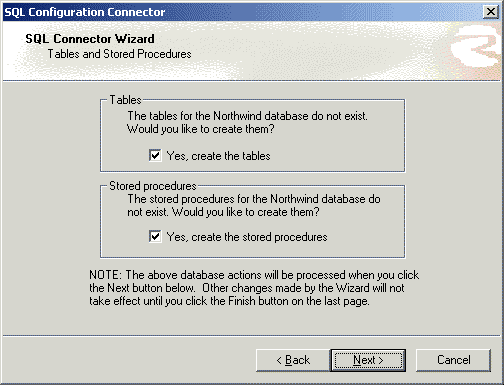 SQL Configuration Connector
SQL Connector Wizard
Tables and Stored Procedures
Tables
The tables for the Northwind database do not exist.
Would you like to create them?
Yes, create the tables
Stored procedures
The stored procedures for the Northwind database do
not exist. Would you like to create them?
Yes, create the stored procedures
NOTE: The above database actions will be processed when you click
the Next button below.  Other changes made by the Wizard will not
take effect until you click the Finish button on the last page.
< Back
Next >
Cancel